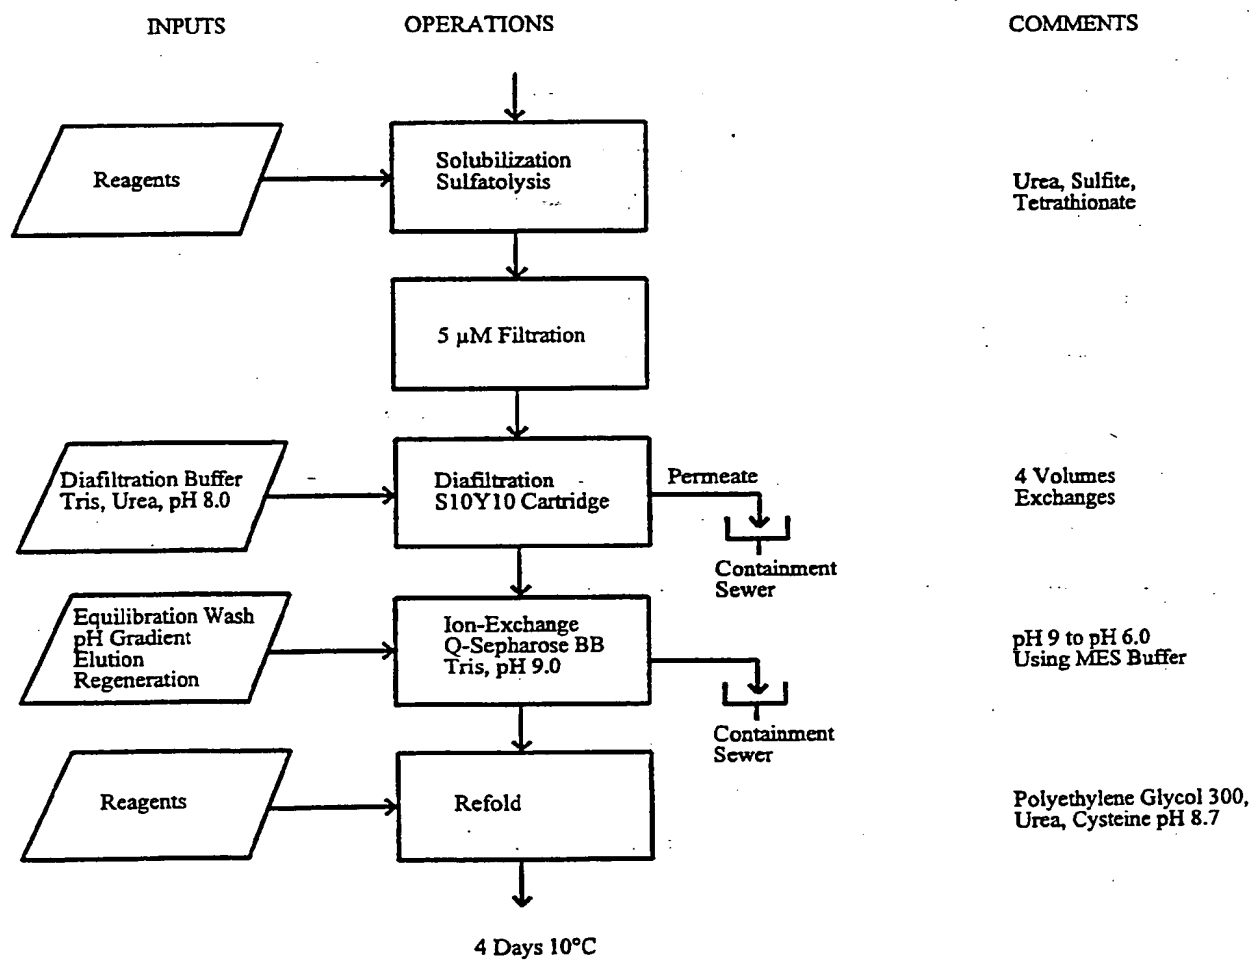 INPUTS
OPERATIONS
COMMENTS
Reagents
Solubilization
Sulfatolysis
Urea, Sulfite,
Tetrathionate
5 µM Filtration
Diafiltration Buffer
Tris, Urea, pH 8.0
Diafiltration
S10Y10 Cartridge
Permeate
Containment
Sewer
4 Volumes
Exchanges
Equilibration Wash
pH Gradient
Elution
Regeneration
Ion-Exchange
Q-Sepharose BB
Tris, pH 9.0
Containment
Sewer
pH 9 to pH 6.0
Using MES Buffer
Reagents
Refold
Polyethylene Glycol 300,
Urea, Cysteine pH 8.7
4 Days 10°C